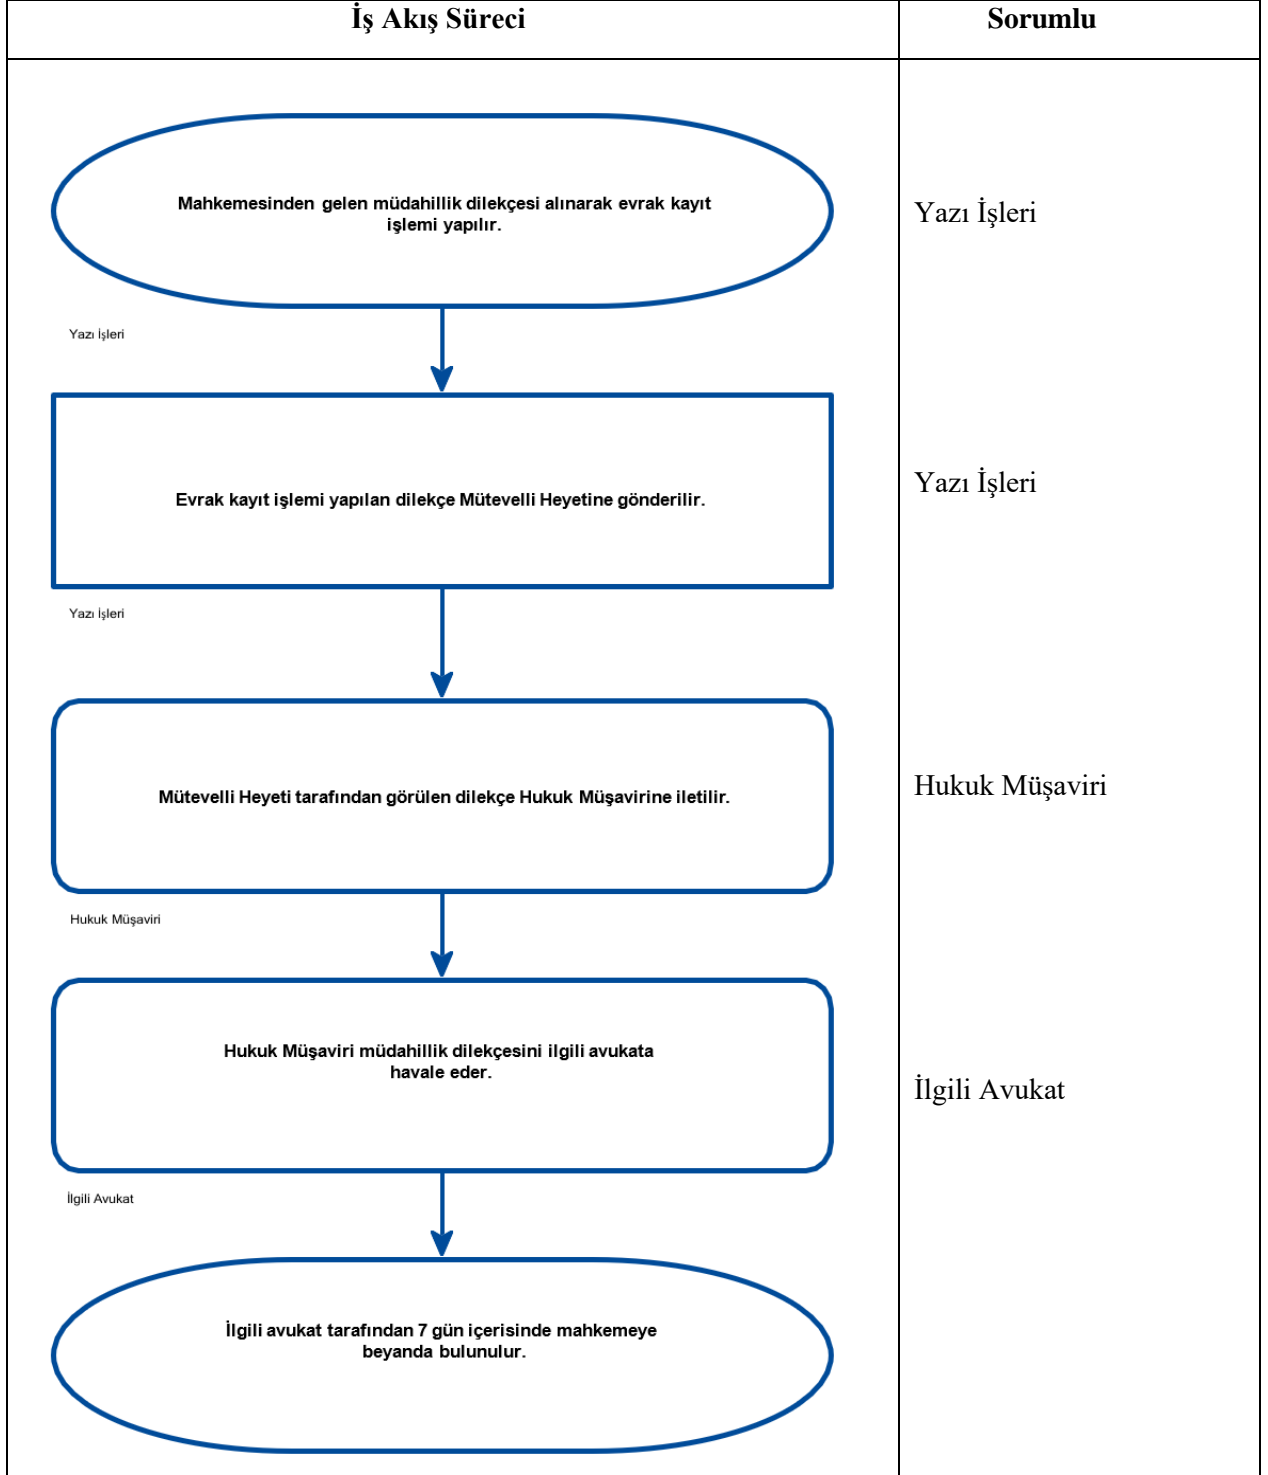 İş Akış Süreci
Sorumlu
Mahkemesinden gelen müdahillik dilekçesi alınarak evrak kayıt
işlemi yapılır.
Yazı İşleri
Yazı İşleri
Evrak kayıt işlemi yapılan dilekçe Mütevelli Heyetine gönderilir.
Yazı İşleri
Yazı İşleri
Mütevelli Heyeti tarafından görülen dilekçe Hukuk Müşavirine iletilir.
Hukuk Müşaviri
Hukuk Müşaviri
Hukuk Müşaviri müdahillik dilekçesini ilgili avukata
havale eder.
İlgili Avukat
İlgili Avukat
İlgili avukat tarafından 7 gün içerisinde mahkemeye
beyanda bulunulur.